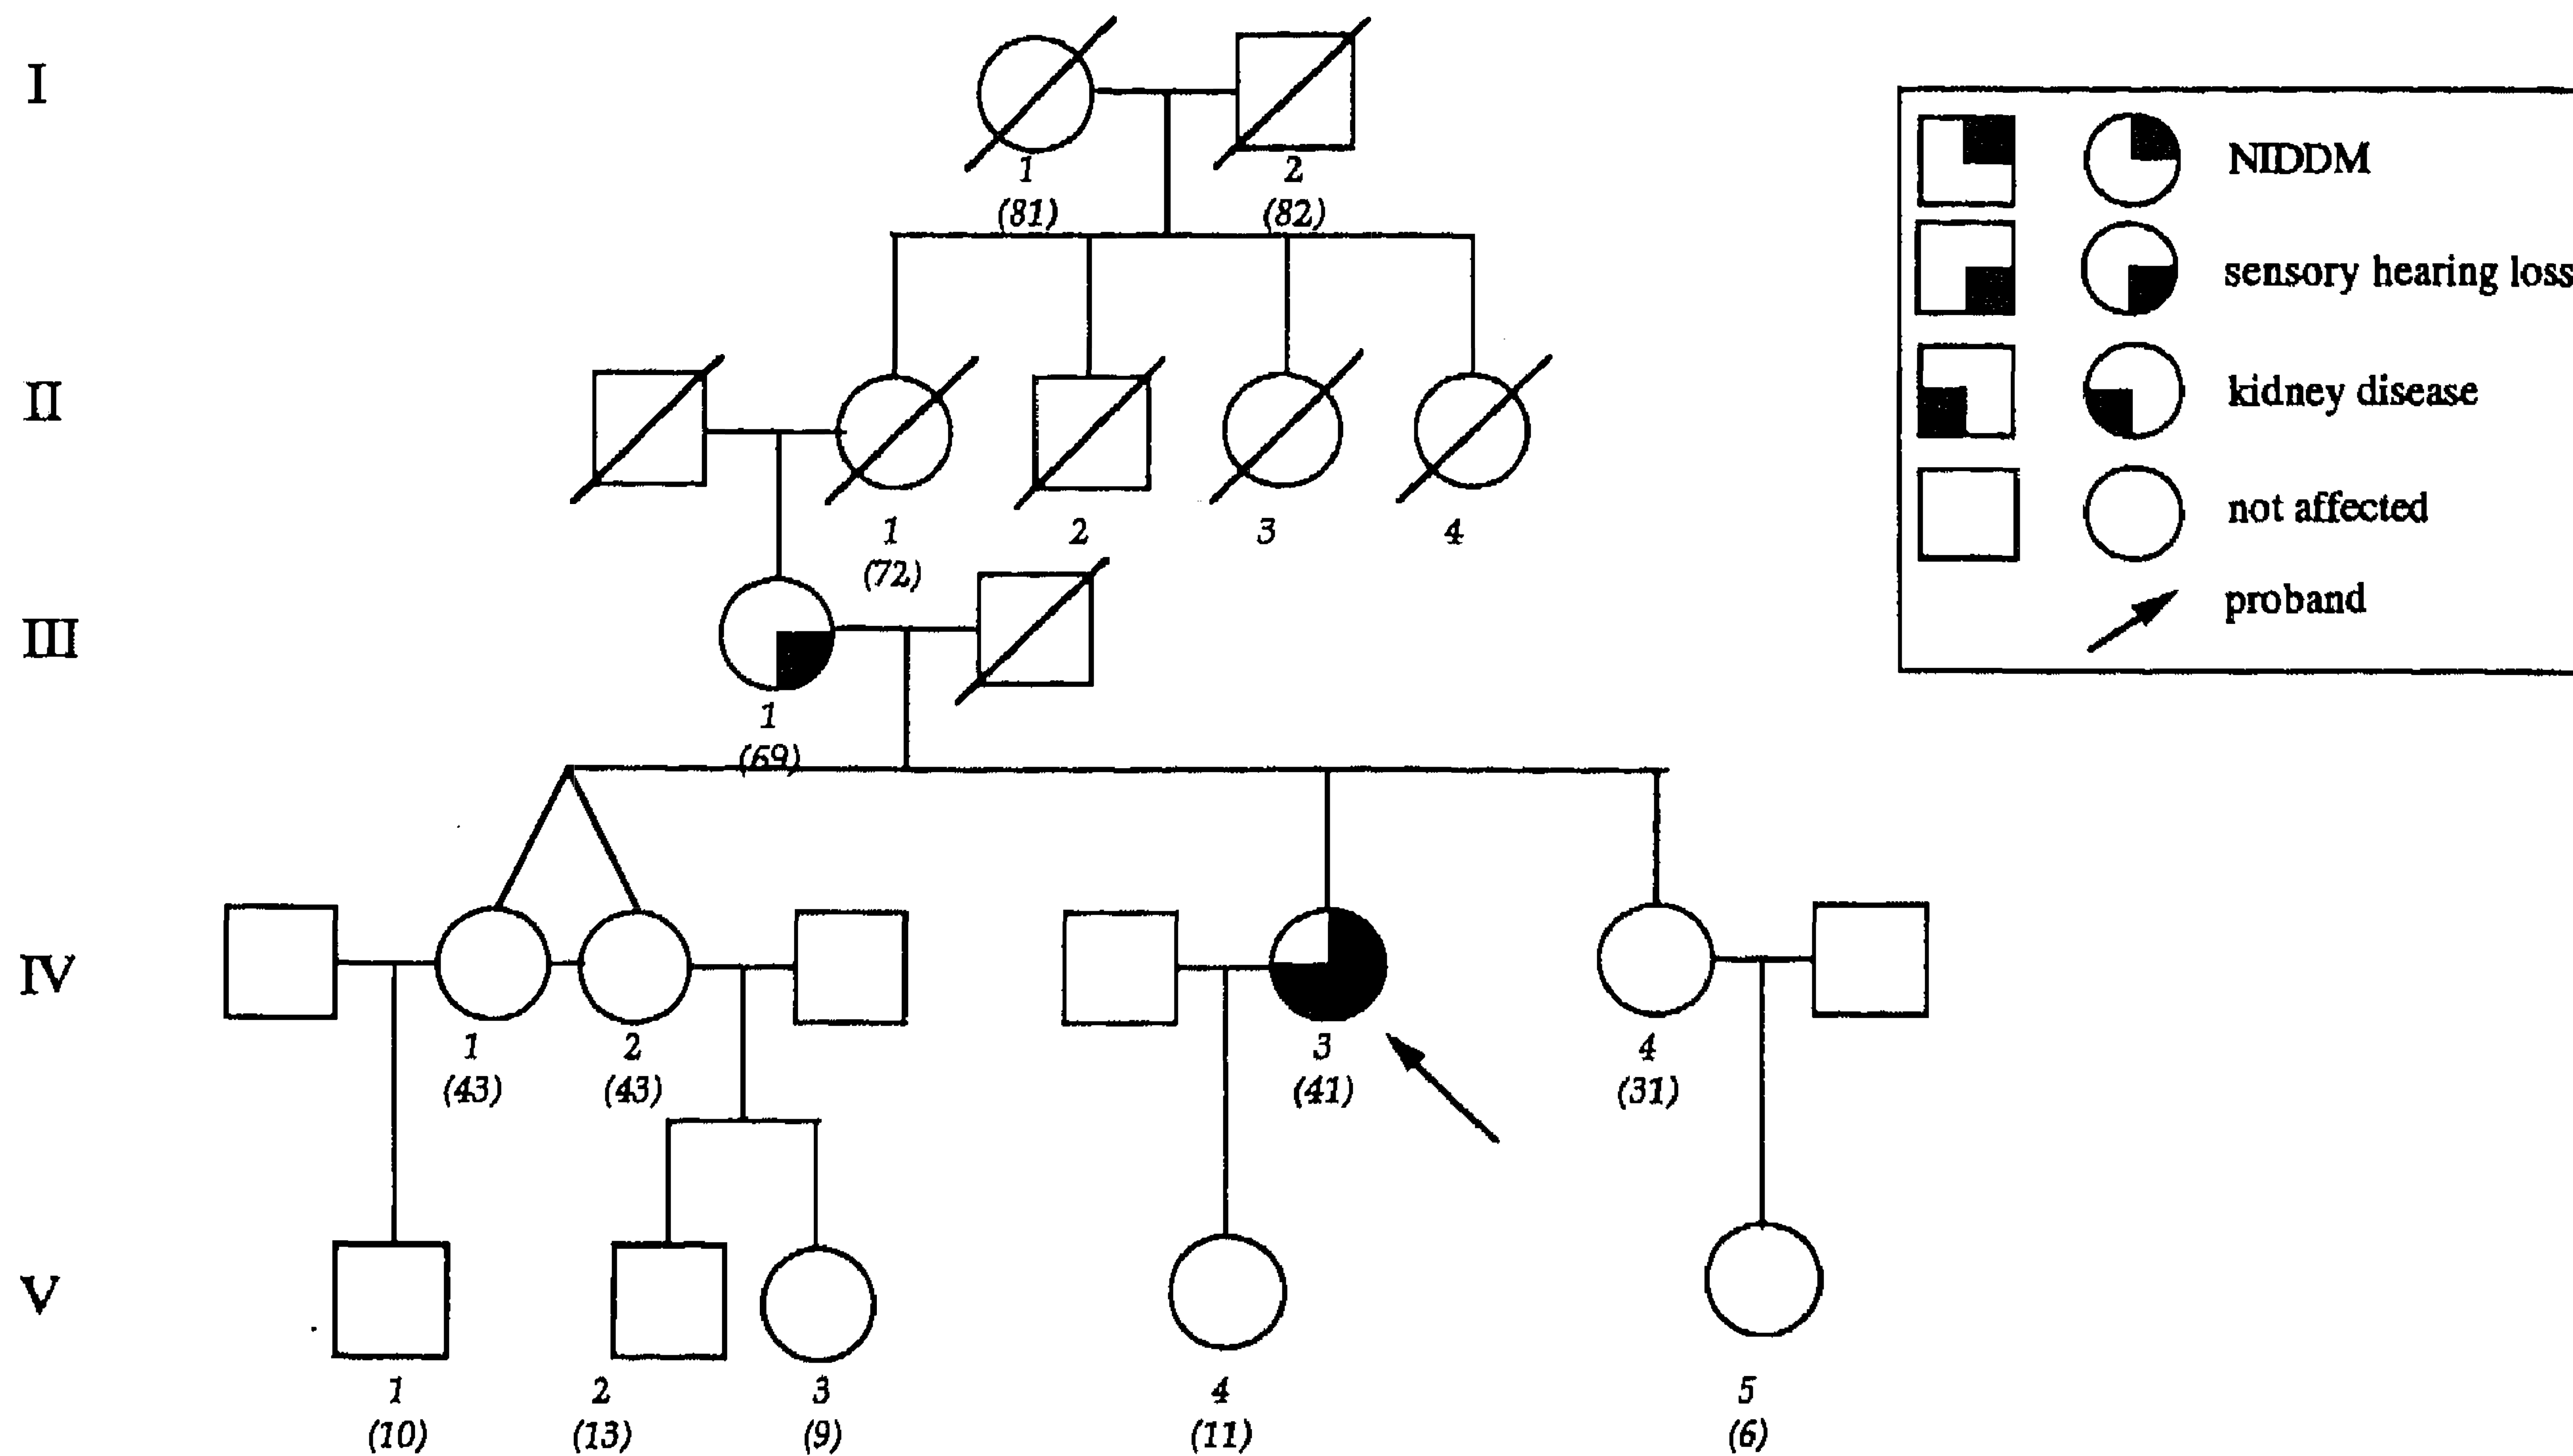 I
1 2
(81) (82)
II
1 2 3 4
(72)
III
1
(69)
IV
1 2 3 4
(43) (43) (41) (31)
V
1 2 3 4 5
(10) (13) (9) (11) (6)
NIDDM
sensory hearing loss
kidney disease
not affected
proband